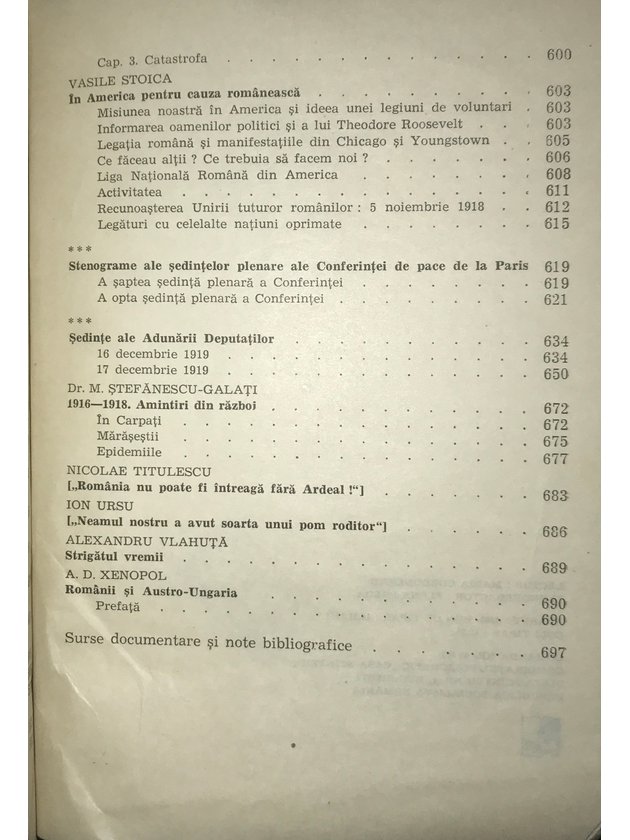 Cap. 3. Catastrofa . . . . . . . . . . . . . . 600
VASILE STOICA
În America pentru cauza românească . . . . . . . . . 603
Misiunea noastră în America și ideea unei legiuni de voluntari . 603
Informarea oamenilor politici și a lui Theodore Roosevelt . . . 603
Legația română și manifestațiile din Chicago și Youngstown . . 605
Ce făceau alții ? Ce trebuia să facem noi ? . . . . . . . 606
Liga Națională Română din America . . . . . . . . 608
Activitatea . . . . . . . . . . . . . . . . 611
Recunoașterea Unirii tuturor românilor : 5 noiembrie 1918 . . 612
Legături cu celelalte națiuni oprimate . . . . . . . . 615
***
Stenograme ale ședințelor plenare ale Conferinței de pace de la Paris 619
A șaptea ședință plenară a Conferinței . . . . . . . . 619
A opta ședință plenară a Conferinței . . . . . . . . . 621
***
Ședințe ale Adunării Deputaților . . . . . . . . . . 634
16 decembrie 1919 . . . . . . . . . . . . . . 634
17 decembrie 1919 . . . . . . . . . . . . . . 650
Dr. M. ȘTEFĂNESCU-GALAȚI
1916—1918. Amintiri din război . . . . . . . . . . . 672
În Carpați . . . . . . . . . . . . . . . . 672
Mărășeștii . . . . . . . . . . . . . . . . 675
Epidemiile . . . . . . . . . . . . . . . . 677
NICOLAE TITULESCU
[„România nu poate fi întreagă fără Ardeal !“] . . . . . . . 683
ION URSU
[„Neamul nostru a avut soarta unui pom roditor“] . . . . . . 686
ALEXANDRU VLAHUȚĂ
Strigătul vremii . . . . . . . . . . . . . . . 689
A. D. XENOPOL
Românii și Austro-Ungaria . . . . . . . . . . . . 690
Prefață . . . . . . . . . . . . . . . . . 690
Surse documentare și note bibliografice . . . . . . . 697